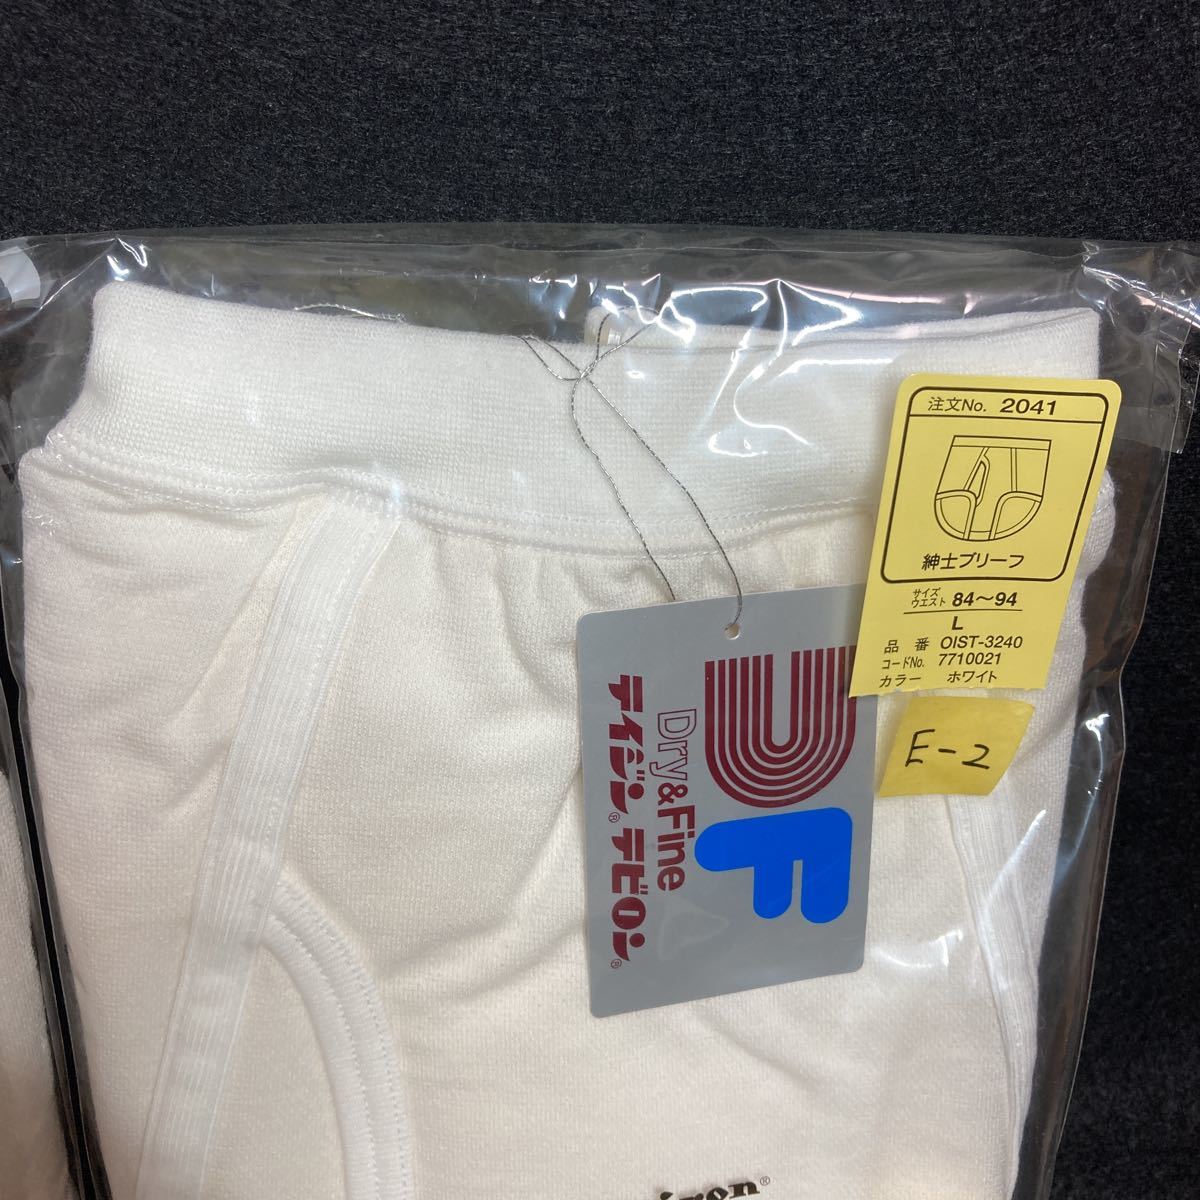 注文No. 2041
紳士ブリーフ
サイズ
ウエスト 84〜94
L
品 番 OIST-3240
コードNo. 7710021
カラー ホワイト
E-2
DF
Dry&Fine
テイジン® テビロン®